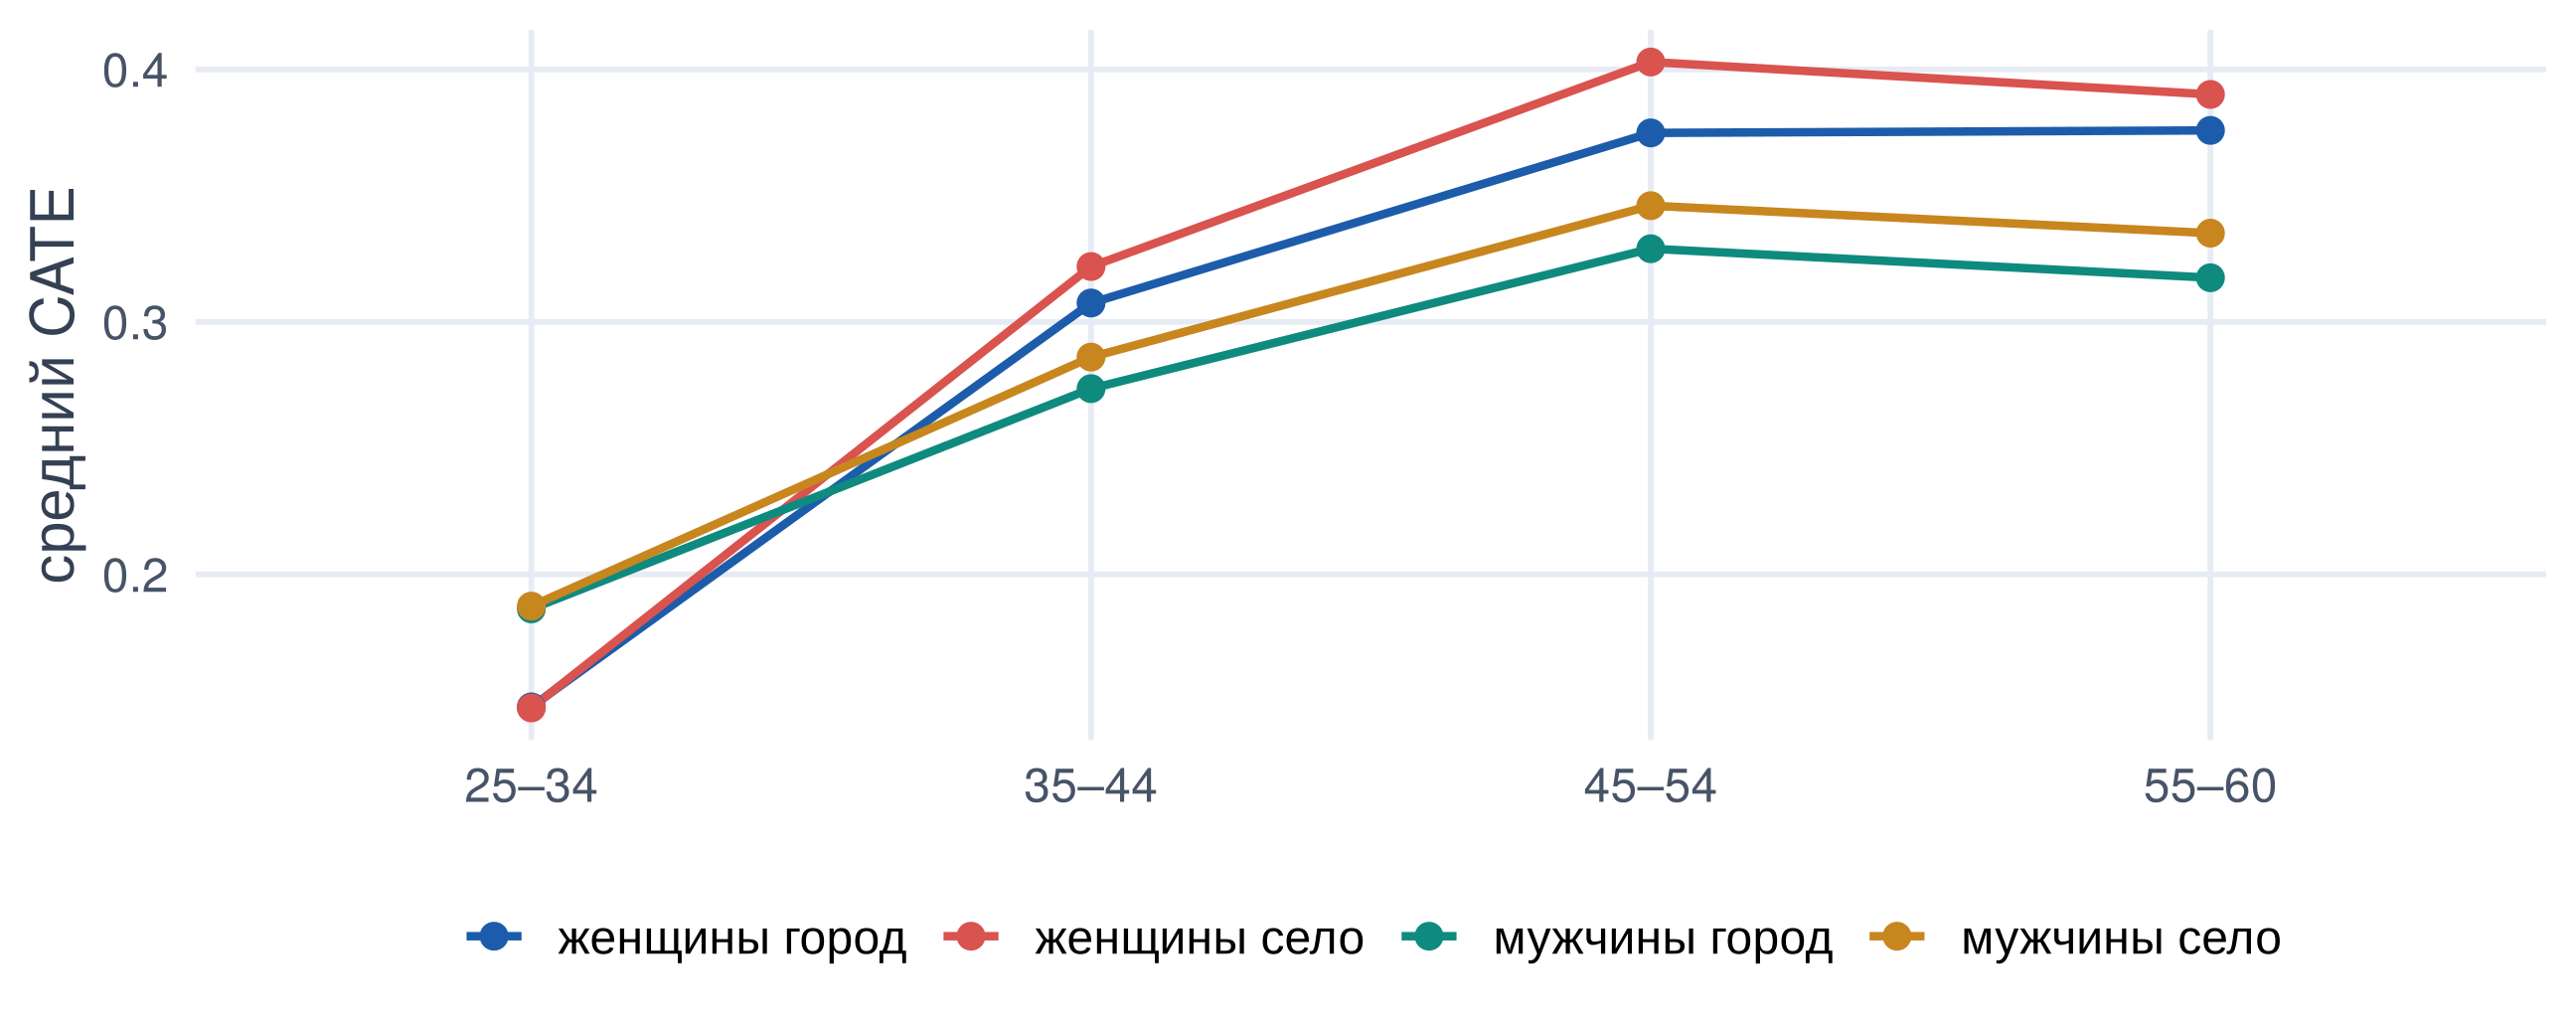 средний CATE
0.4
0.3
0.2
25–34 35–44 45–54 55–60
женщины город женщины село мужчины город мужчины село